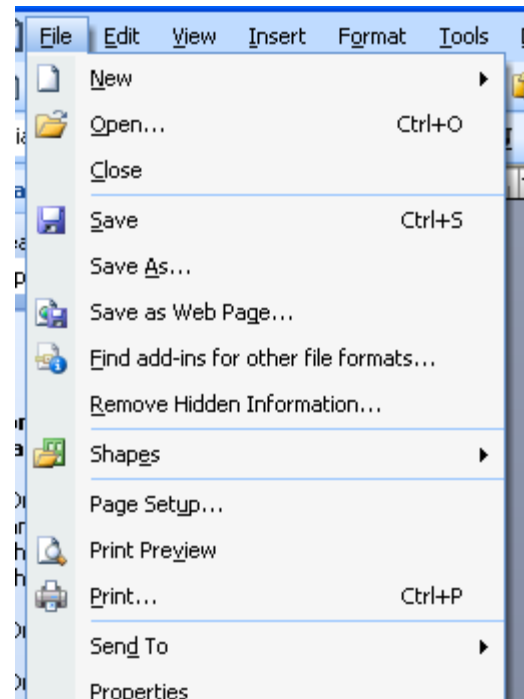 File Edit View Insert Format Tools
New
Open... Ctrl+O
Close
Save Ctrl+S
Save As...
Save as Web Page...
Find add-ins for other file formats...
Remove Hidden Information...
Shapes
Page Setup...
Print Preview
Print... Ctrl+P
Send To
Properties